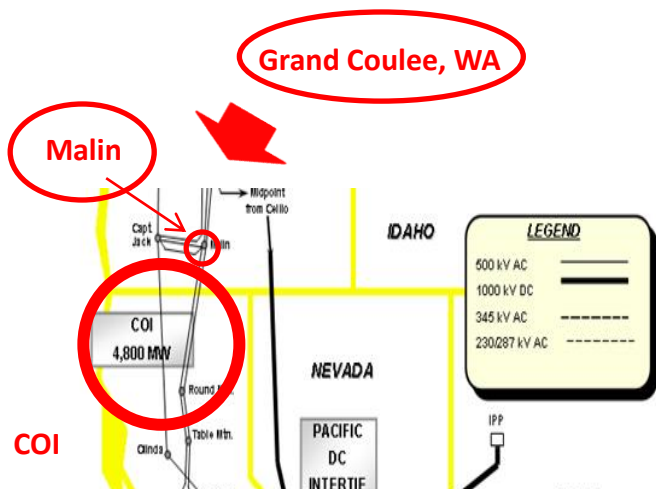 Grand Coulee, WA
Malin
Midpoint
from Celilo
Capt.
Jack
Malin
IDAHO
LEGEND
500 kV AC
1000 kV DC
345 kV AC
230/287 kV AC
COI
4,800 MW
NEVADA
Round Mtn.
Table Mtn.
Olinda
COI
PACIFIC
DC
INTERTIE
IPP